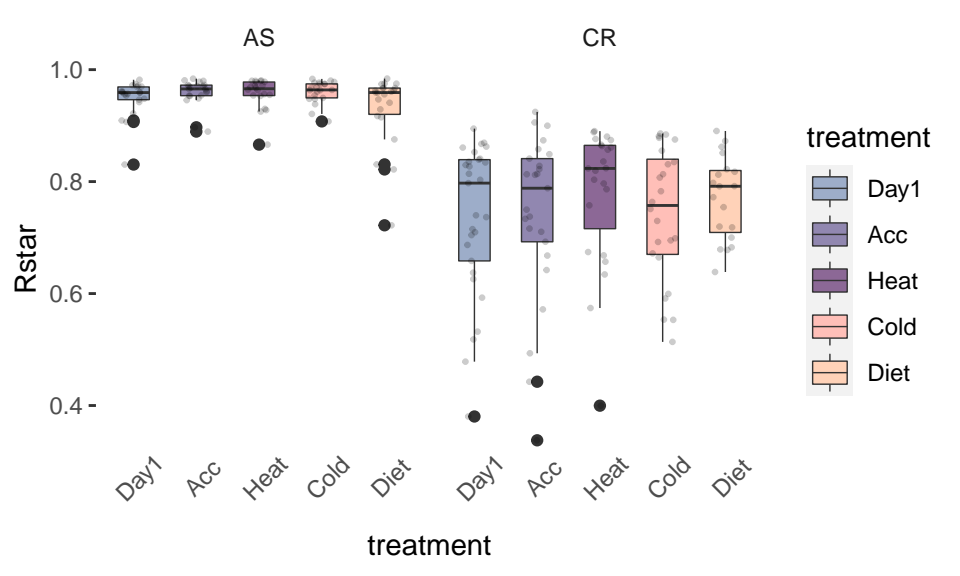 AS
CR
1.0
0.8
0.6
0.4
Rstar
Day1
Acc
Heat
Cold
Diet
Day1
Acc
Heat
Cold
Diet
treatment
treatment
Day1
Acc
Heat
Cold
Diet